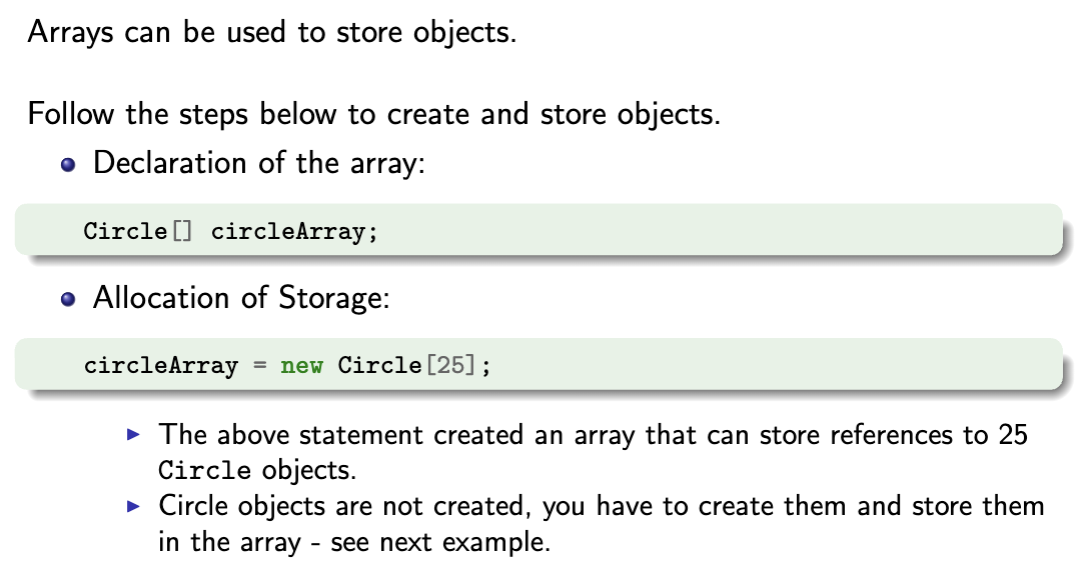 Arrays can be used to store objects.
Follow the steps below to create and store objects.
Declaration of the array:
Circle[] circleArray;
Allocation of Storage:
circleArray = new Circle[25];
The above statement created an array that can store references to 25
Circle objects.
Circle objects are not created, you have to create them and store them
in the array - see next example.